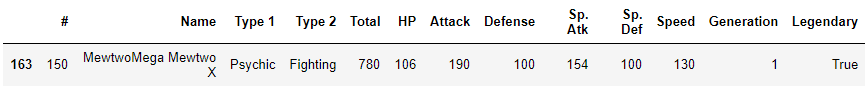 # Name Type 1 Type 2 Total HP Attack Defense Sp. Atk Sp. Def Speed Generation Legendary
163 150 MewtwoMega Mewtwo X Psychic Fighting 780 106 190 100 154 100 130 1 True